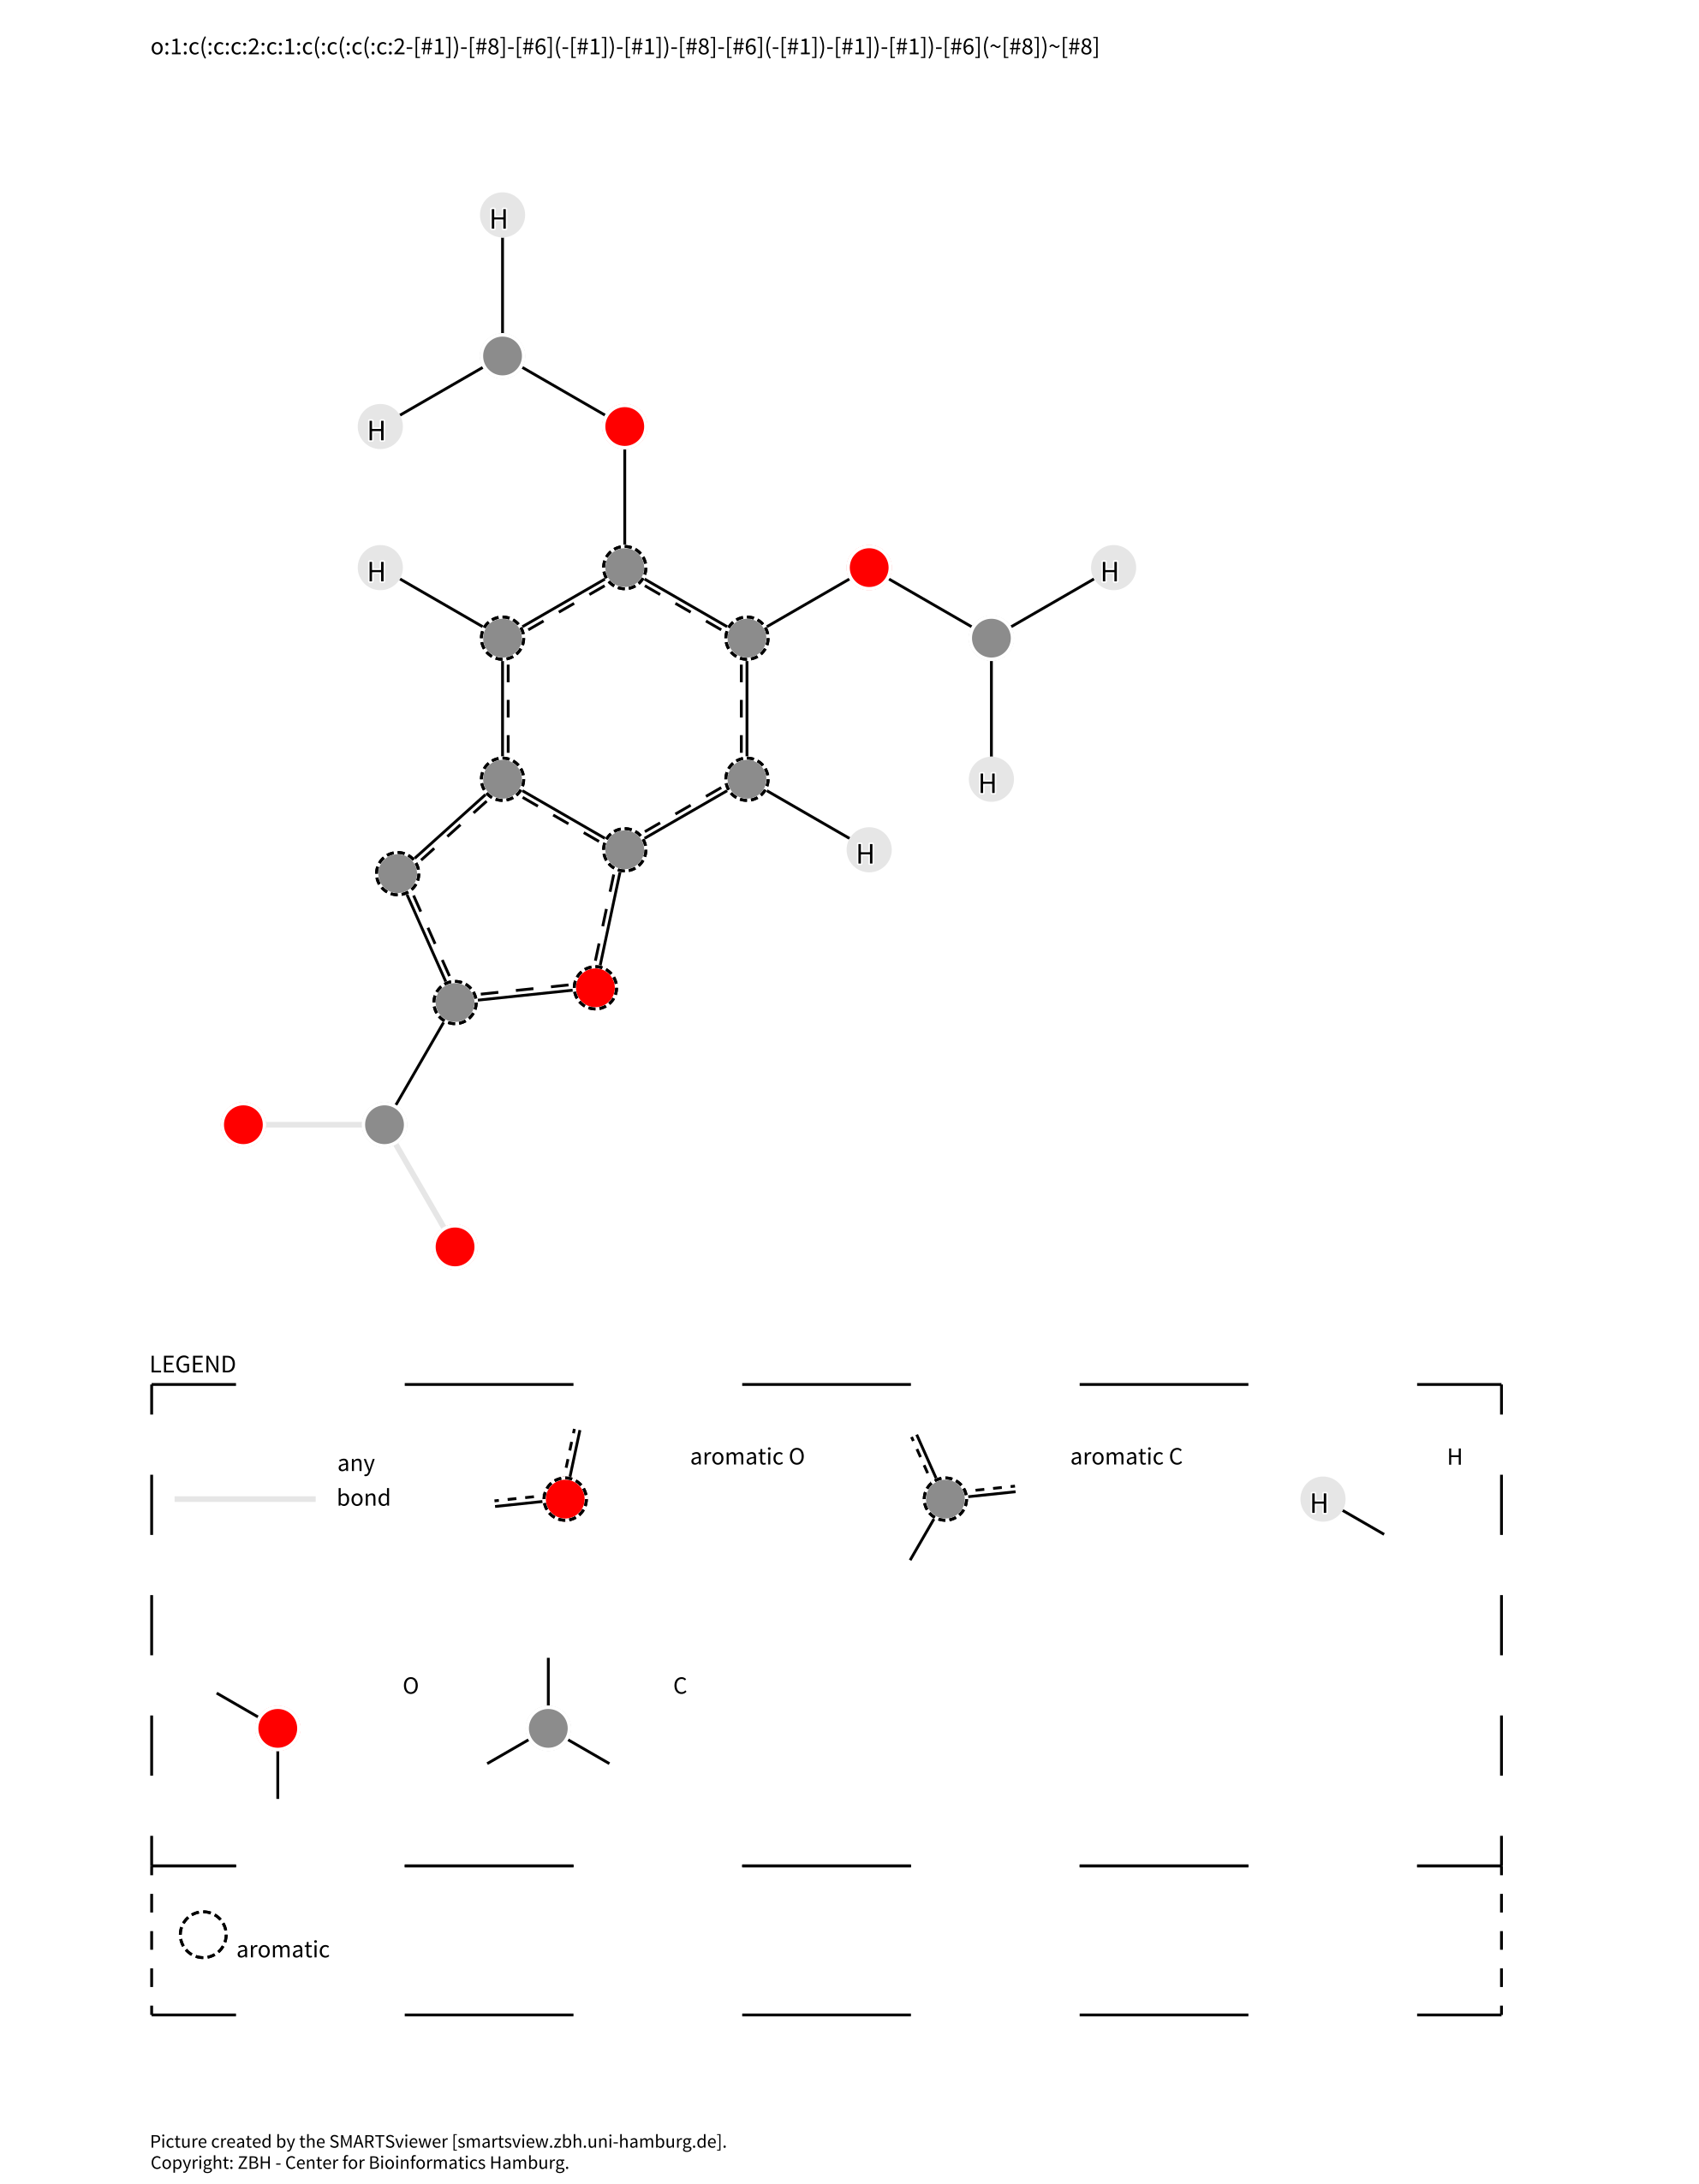 o:1:c(:c:c:2:c:1:c(:c(:c(:c:2-[#1])-[#8]-[#6](-[#1])-[#1])-[#8]-[#6](-[#1])-[#1])-[#1])-[#6](~[#8])~[#8]
H
H
H
H
H
H
LEGEND
any
bond
aromatic O
aromatic C
H
H
O
C
aromatic
Picture created by the SMARTSviewer [smartsview.zbh.uni-hamburg.de].
Copyright: ZBH - Center for Bioinformatics Hamburg.